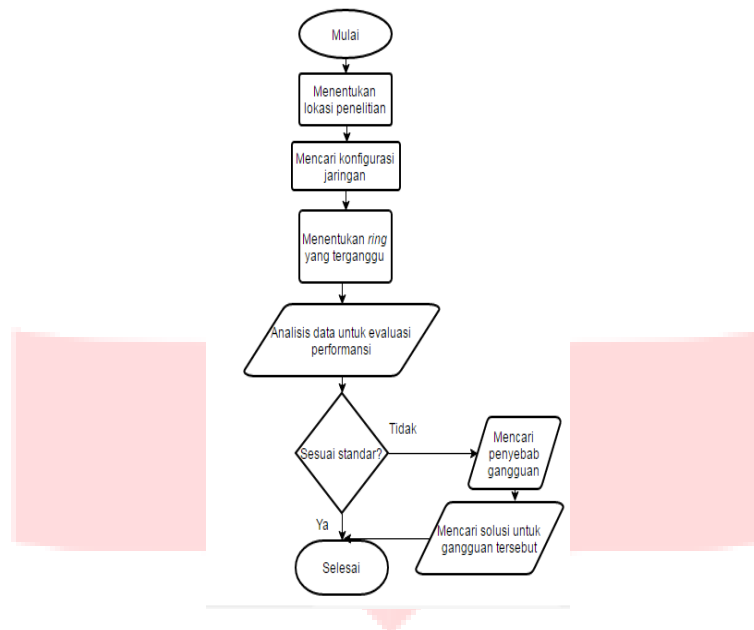 Mulai
Menentukan
lokasi penelitian
Mencari konfigurasi
jaringan
Menentukan ring
yang terganggu
Analisis data untuk evaluasi
performansi
Sesuai standar?
Tidak
Mencari
penyebab
gangguan
Mencari solusi untuk
gangguan tersebut
Ya
Selesai